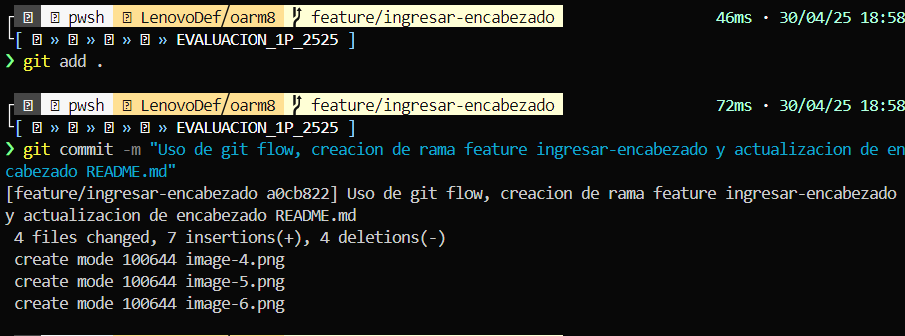 pwsh LenovoDef/oarm8 feature/ingresar-encabezado 46ms · 30/04/25 18:58
[ » » » » EVALUACION_1P_2525 ]
❯ git add .
pwsh LenovoDef/oarm8 feature/ingresar-encabezado 72ms · 30/04/25 18:58
[ » » » » EVALUACION_1P_2525 ]
❯ git commit -m "Uso de git flow, creacion de rama feature ingresar-encabezado y actualizacion de en
cabezado README.md"
[feature/ingresar-encabezado a0cb822] Uso de git flow, creacion de rama feature ingresar-encabezado
y actualizacion de encabezado README.md
4 files changed, 7 insertions(+), 4 deletions(-)
create mode 100644 image-4.png
create mode 100644 image-5.png
create mode 100644 image-6.png